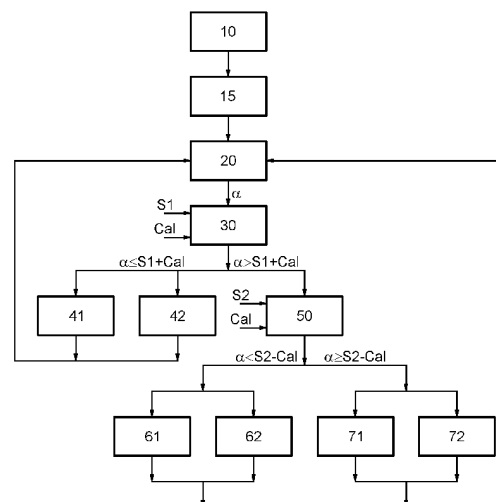 10
15
20
α
S1
Cal
30
α≤S1+Cal α>S1+Cal
41 42 S2 50
Cal
α<S2-Cal α≥S2-Cal
61 62 71 72